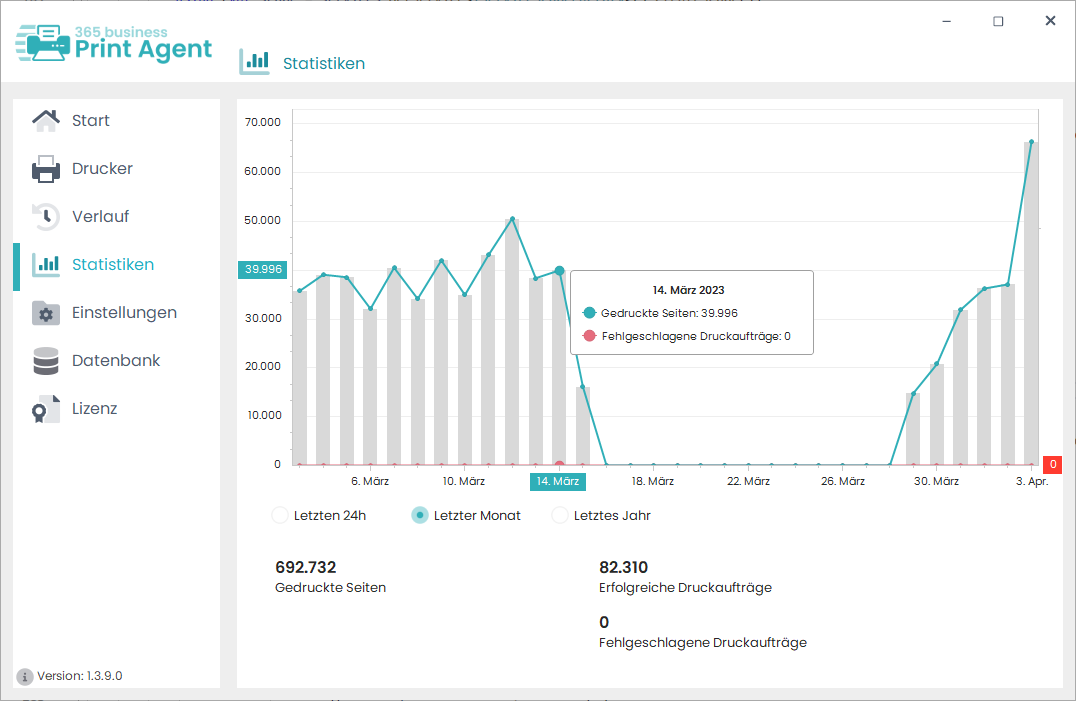 365 business
Print Agent
Statistiken
Start
Drucker
Verlauf
Statistiken
Einstellungen
Datenbank
Lizenz
Version: 1.3.9.0
70.000
60.000
50.000
39.996
30.000
20.000
10.000
0
14. März 2023
Gedruckte Seiten: 39.996
Fehlgeschlagene Druckaufträge: 0
0
6. März
10. März
14. März
18. März
22. März
26. März
30. März
3. Apr.
Letzten 24h
Letzter Monat
Letztes Jahr
692.732
Gedruckte Seiten
82.310
Erfolgreiche Druckaufträge
0
Fehlgeschlagene Druckaufträge